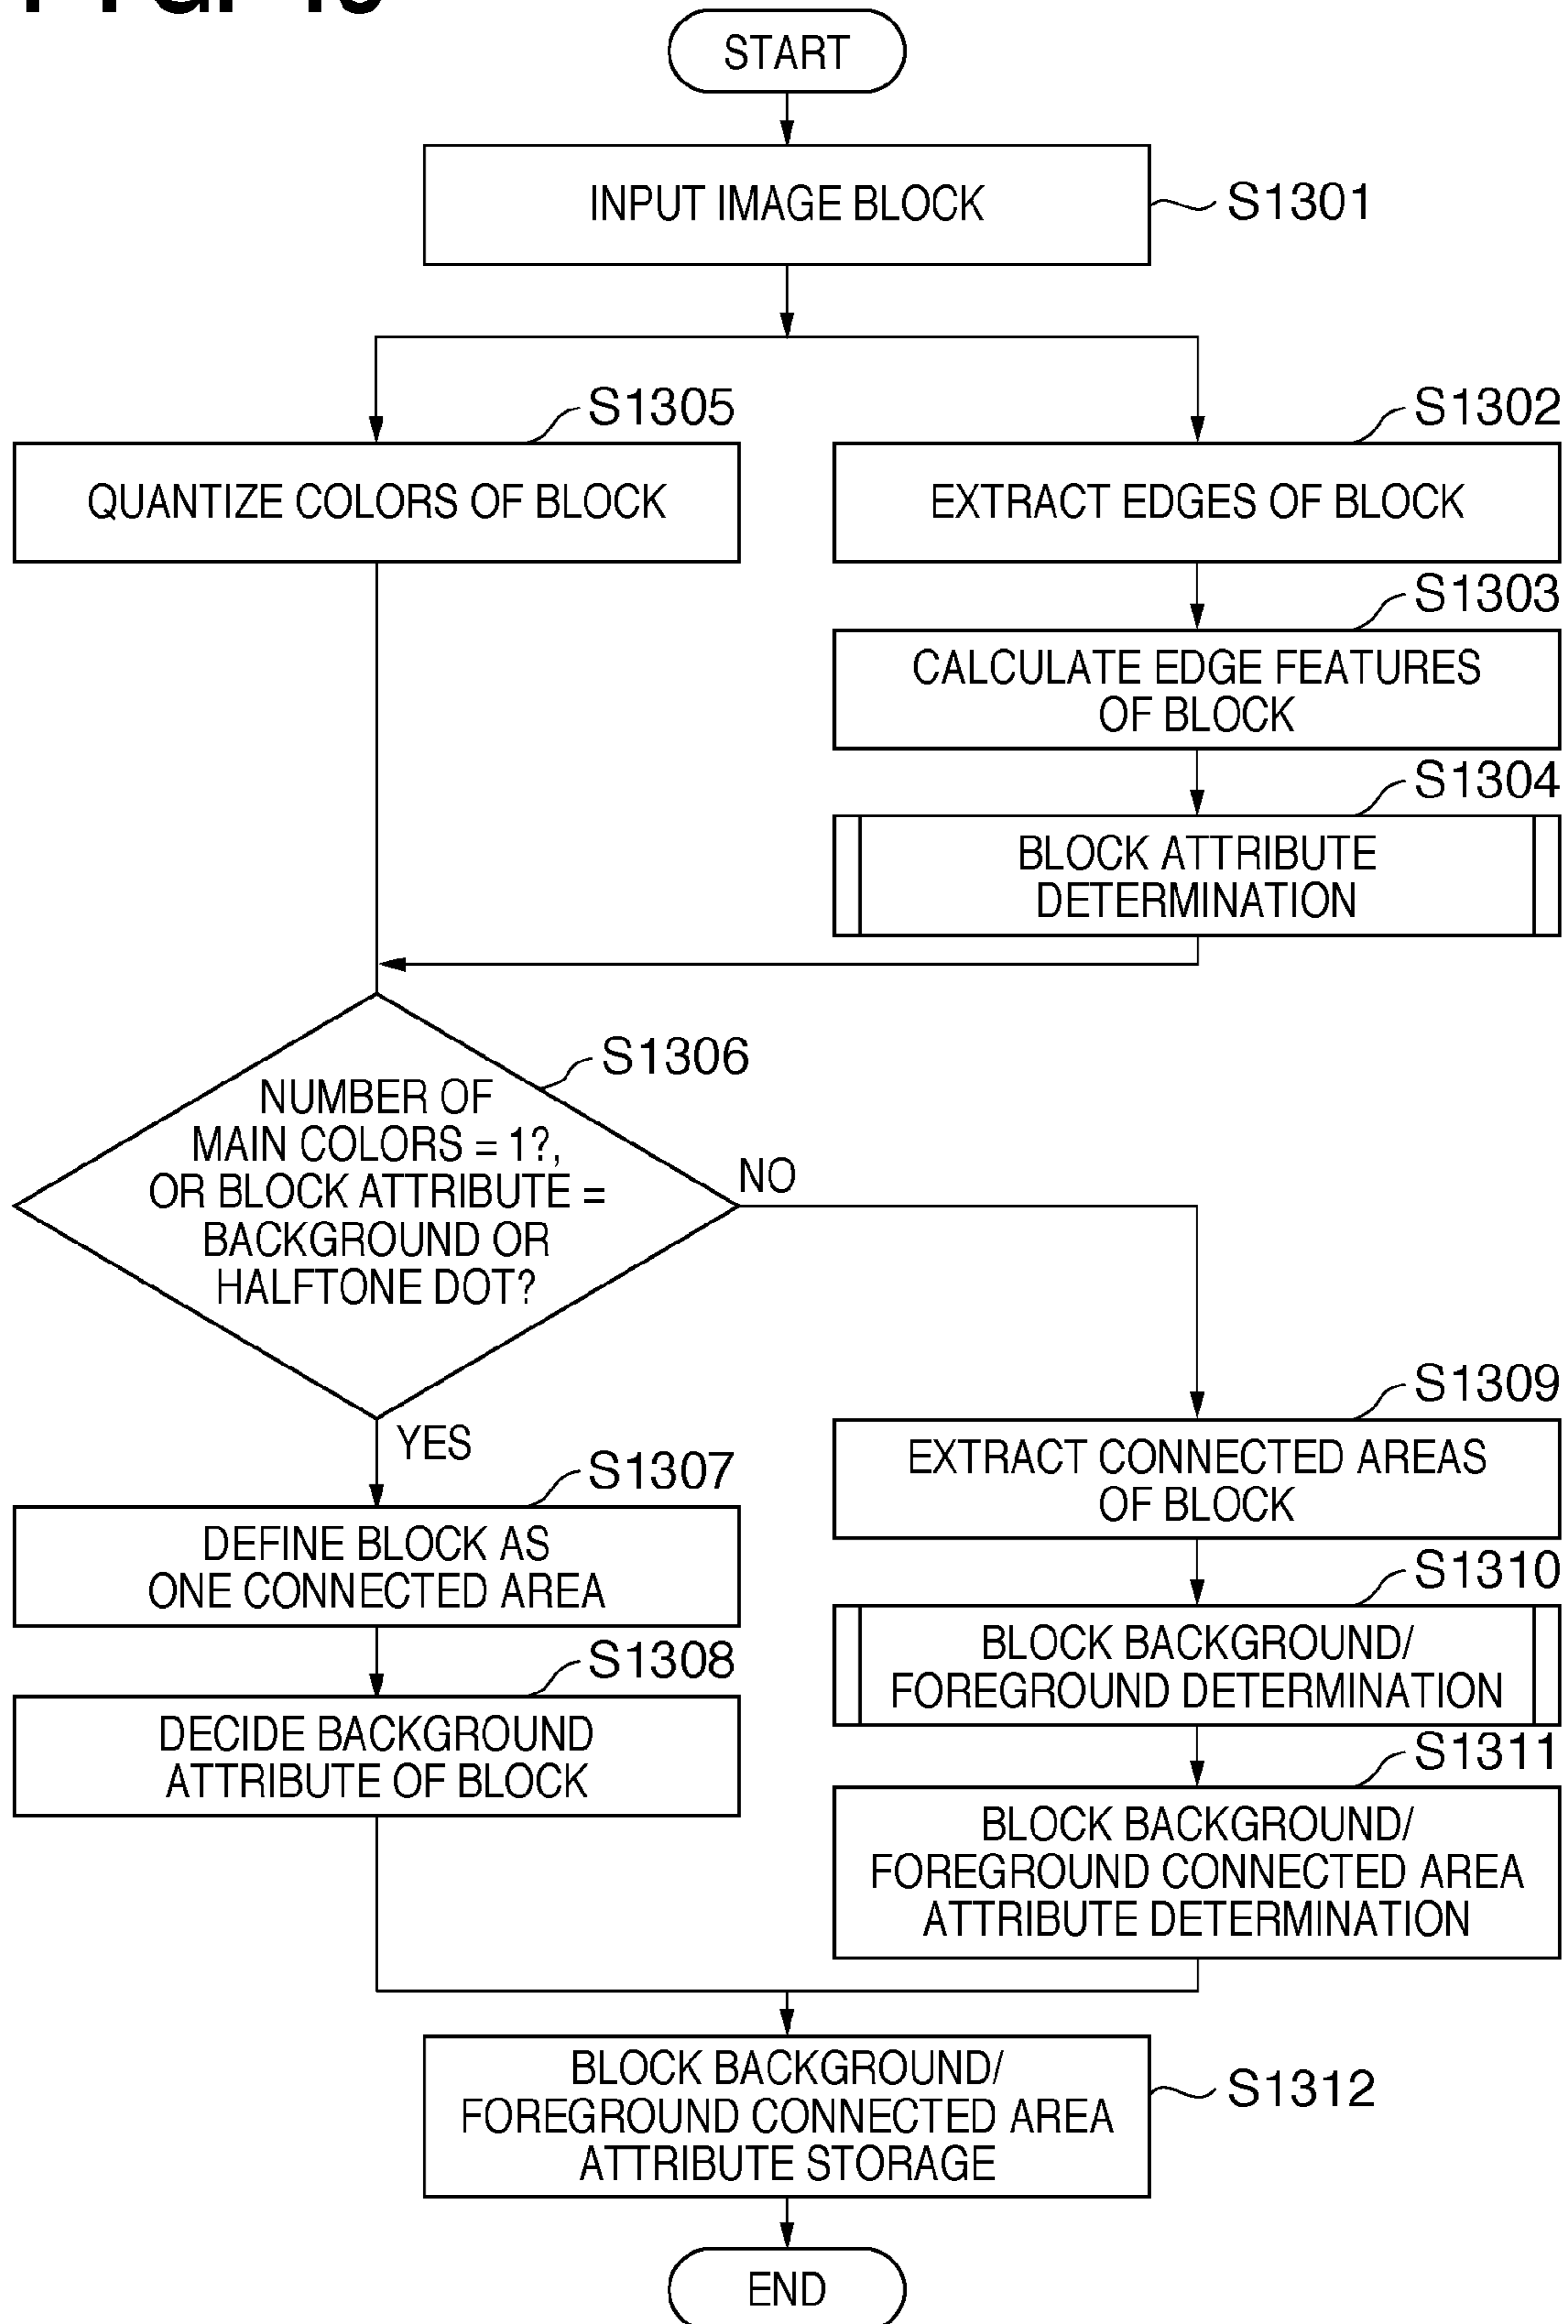 START
INPUT IMAGE BLOCK
S1301
S1305
QUANTIZE COLORS OF BLOCK
S1302
EXTRACT EDGES OF BLOCK
S1303
CALCULATE EDGE FEATURES
OF BLOCK
S1304
BLOCK ATTRIBUTE
DETERMINATION
S1306
NUMBER OF
MAIN COLORS = 1?,
OR BLOCK ATTRIBUTE =
BACKGROUND OR
HALFTONE DOT?
NO
YES
S1307
DEFINE BLOCK AS
ONE CONNECTED AREA
S1308
DECIDE BACKGROUND
ATTRIBUTE OF BLOCK
S1309
EXTRACT CONNECTED AREAS
OF BLOCK
S1310
BLOCK BACKGROUND/
FOREGROUND DETERMINATION
S1311
BLOCK BACKGROUND/
FOREGROUND CONNECTED AREA
ATTRIBUTE DETERMINATION
BLOCK BACKGROUND/
FOREGROUND CONNECTED AREA
ATTRIBUTE STORAGE
S1312
END